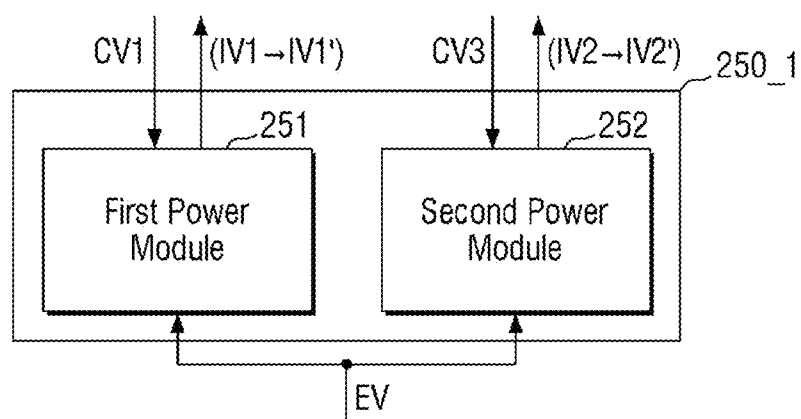 CV1
(IV1→IV1')
CV3
(IV2→IV2')
250_1
251
252
First Power
Module
Second Power
Module
EV